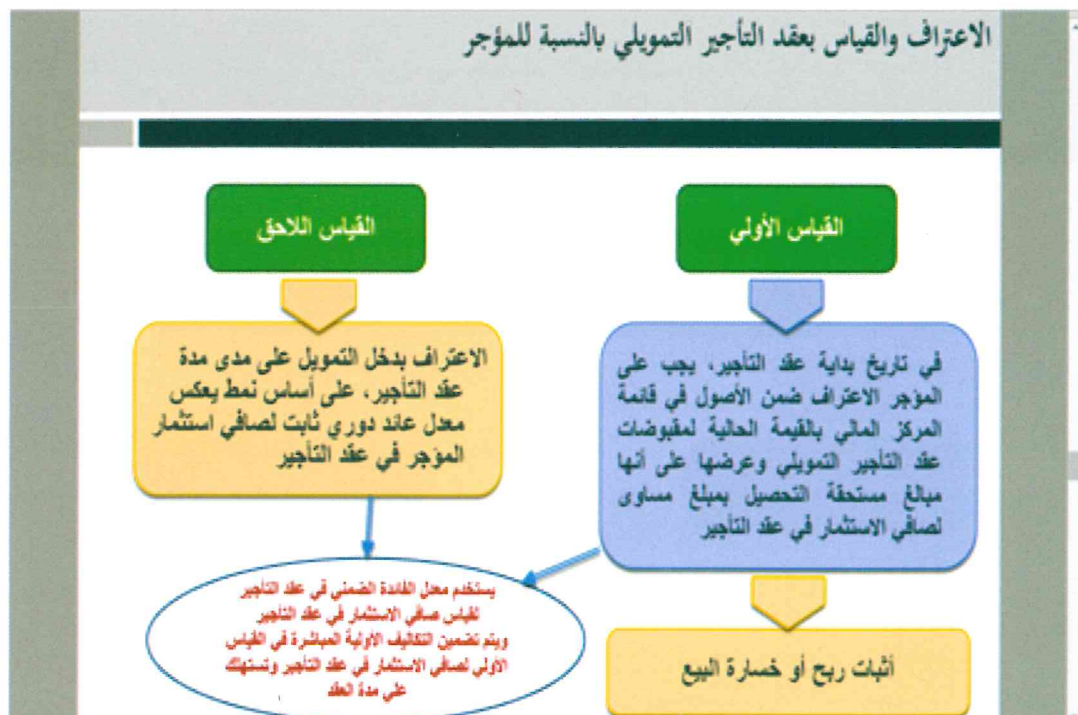 الاعتراف والقياس بعقد التأجير التمويلي بالنسبة للمؤجر
القياس الأولي
في تاريخ بداية عقد التأجير، يجب على
المؤجر الاعتراف ضمن الأصول في قائمة
المركز المالي بالقيمة الحالية لمقبوضات
عقد التأجير التمويلي وعرضها على أنها
مبالغ مستحقة التحصيل بمبلغ مساوى
لصافي الاستثمار في عقد التأجير
أثبات ربح أو خسارة البيع
القياس اللاحق
الاعتراف بدخل التمويل على مدى مدة
عقد التأجير، على أساس نمط يعكس
معدل عائد دوري ثابت لصافي استثمار
المؤجر في عقد التأجير
يستخدم معدل الفائدة الضمني في عقد التأجير
لقياس صافي الاستثمار في عقد التأجير
ويتم تضمين التكاليف الأولية المباشرة في القياس
الأولي لصافي الاستثمار في عقد التأجير وتستهلك
على مدة العقد